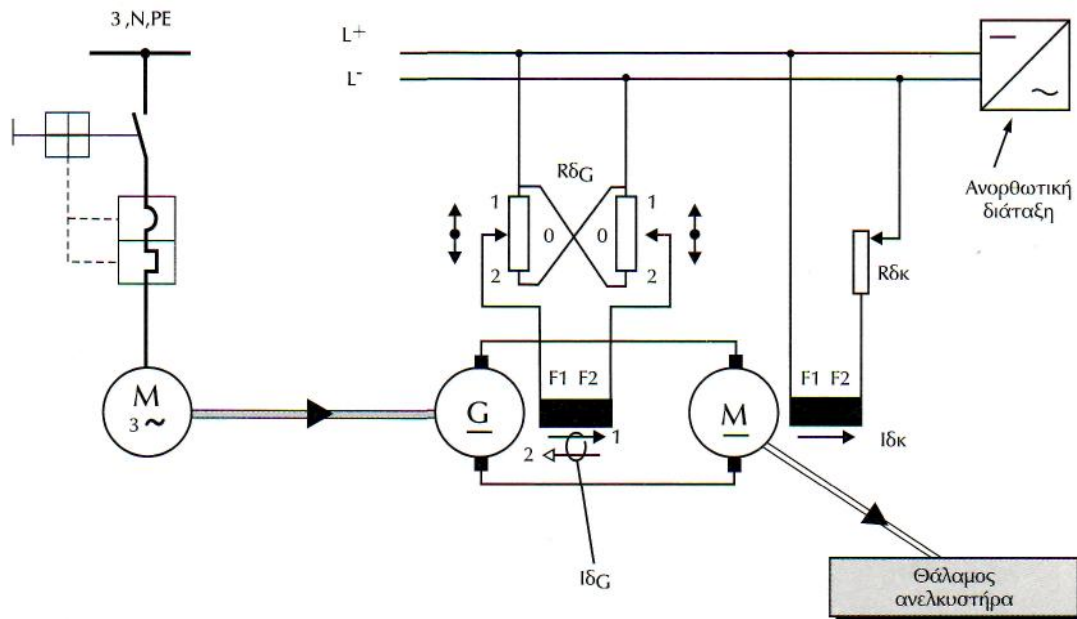 3 ,N,PE
L+
L-
Ανορθωτική
διάταξη
RδG
1
1
0
0
2
2
Rδκ
F1 F2
F1 F2
M
3 ~
G
M
1
2
Iδκ
IδG
Θάλαμος
ανελκυστήρα